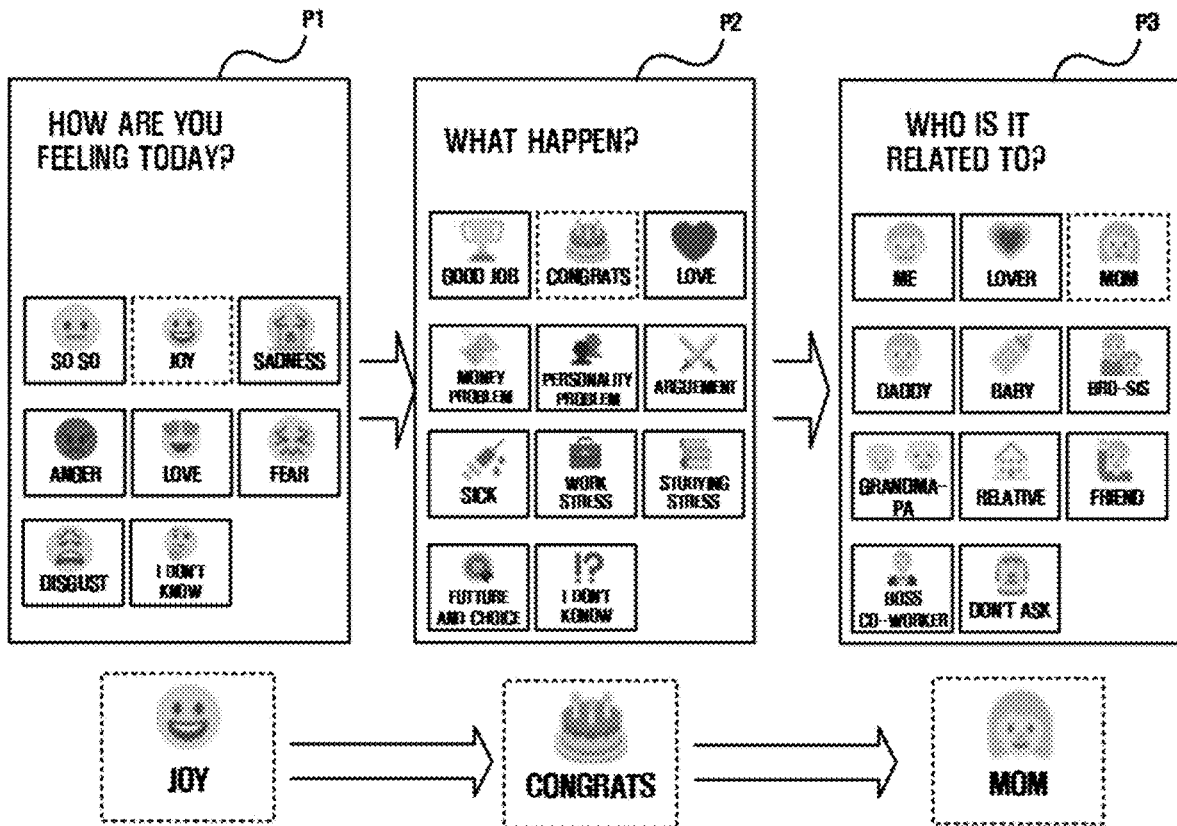 P1
P2
P3
HOW ARE YOU
FEELING TODAY?
SO SO
JOY
SADNESS
ANGER
LOVE
FEAR
DISGUST
I DON'T
KNOW
WHAT HAPPEN?
GOOD JOB
CONGRATS
LOVE
MONEY
PROBLEM
PERSONALITY
PROBLEM
ARGUEMENT
SICK
WORK
STRESS
STUDYING
STRESS
FUTTURE
AND CHOICE
!?
I DON'T
KONOW
WHO IS IT
RELATED TO?
ME
LOVER
MOM
DADDY
BABY
BRO-SIS
GRANDMA-
PA
RELATIVE
FRIEND
BOSS
CO-WORKER
DON'T ASK
JOY
CONGRATS
MOM